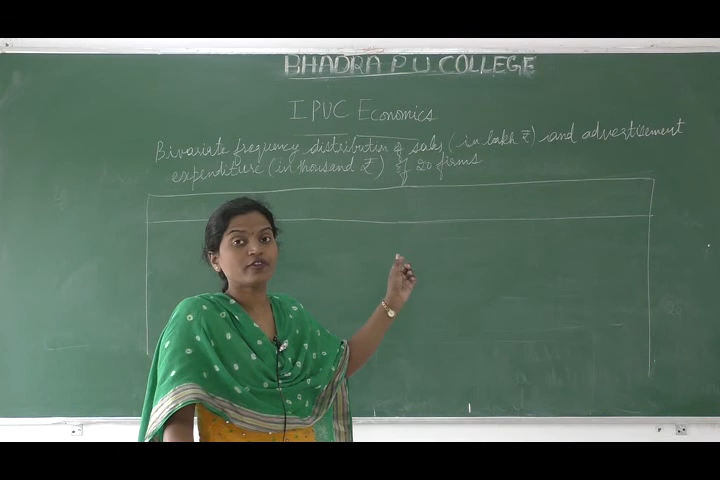 BHADRA P U COLLEGE
I PUC Economics
Bivariate frequency distribution of sales (in lakh ₹) and advertisement
expenditure (in thousand ₹) of 20 firms